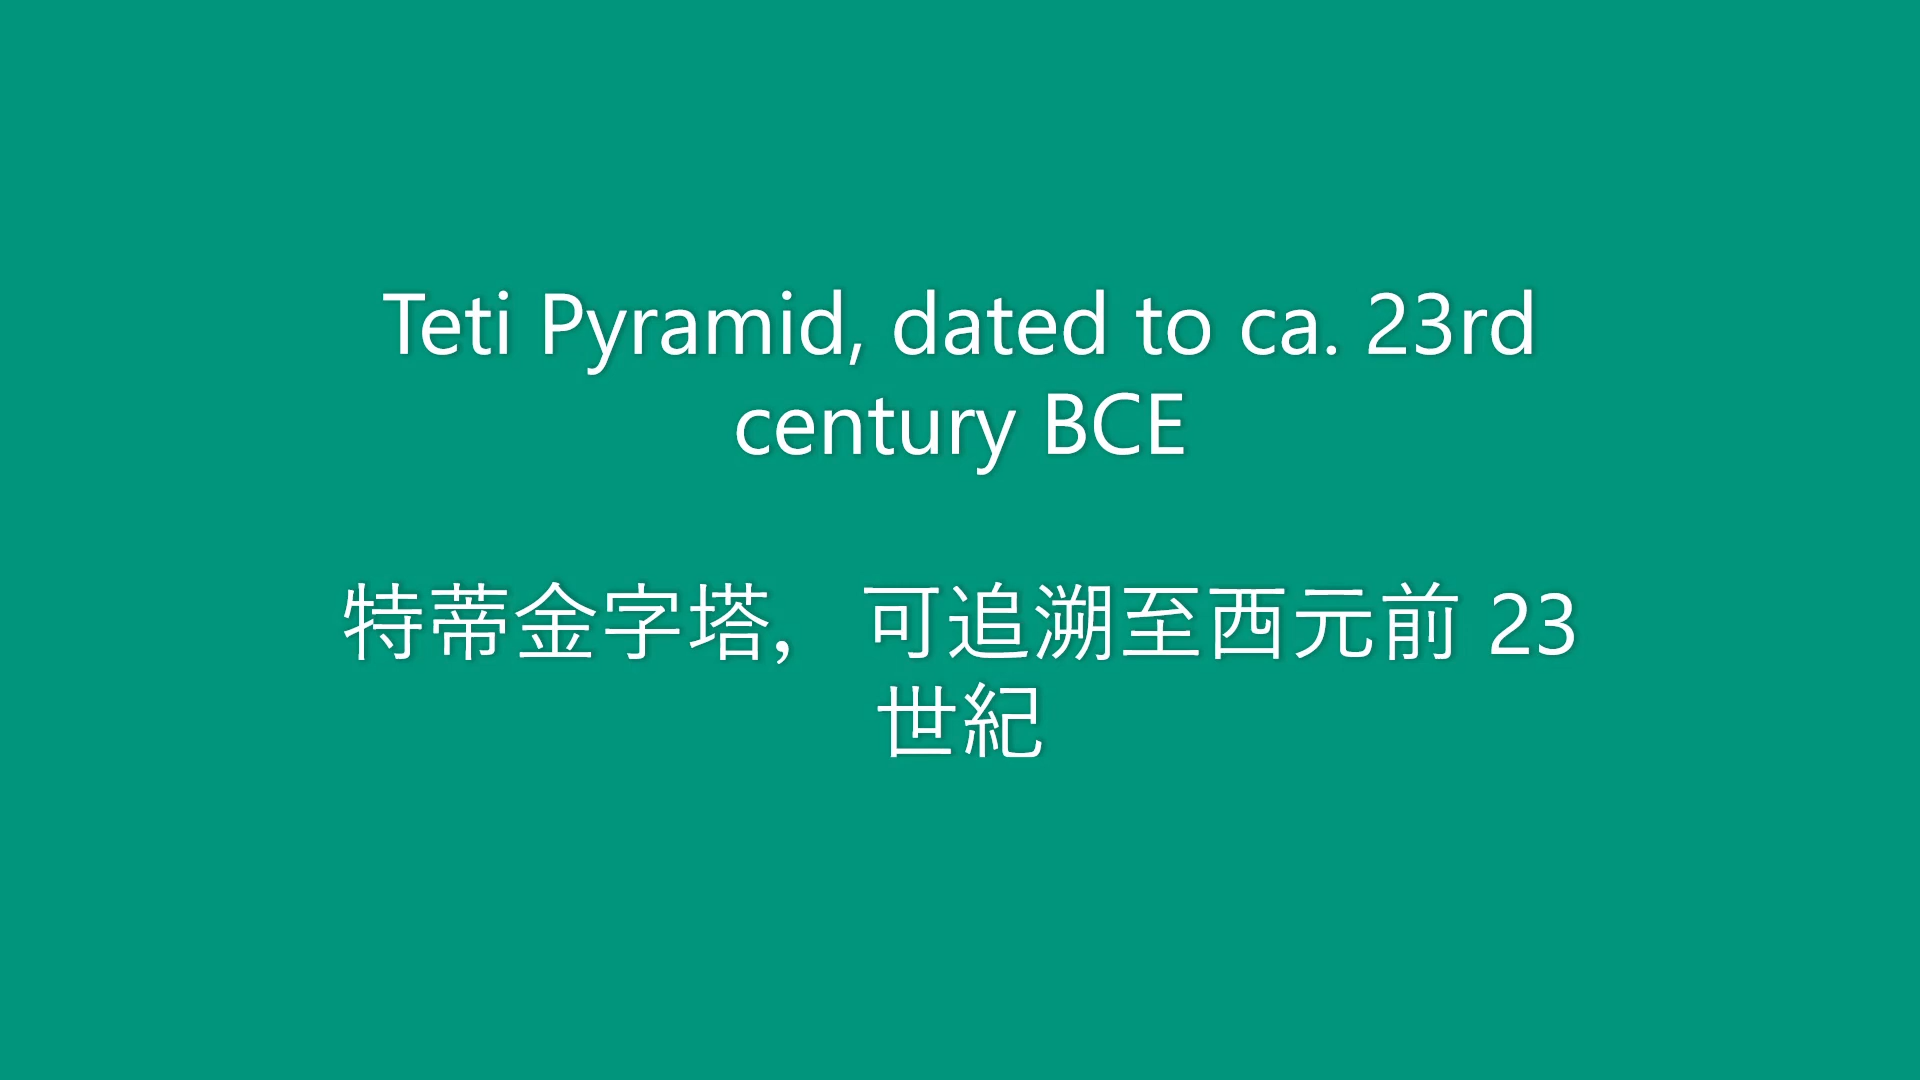 Teti Pyramid, dated to ca. 23rd
century BCE
特蒂金字塔，可追溯至西元前 23
世紀